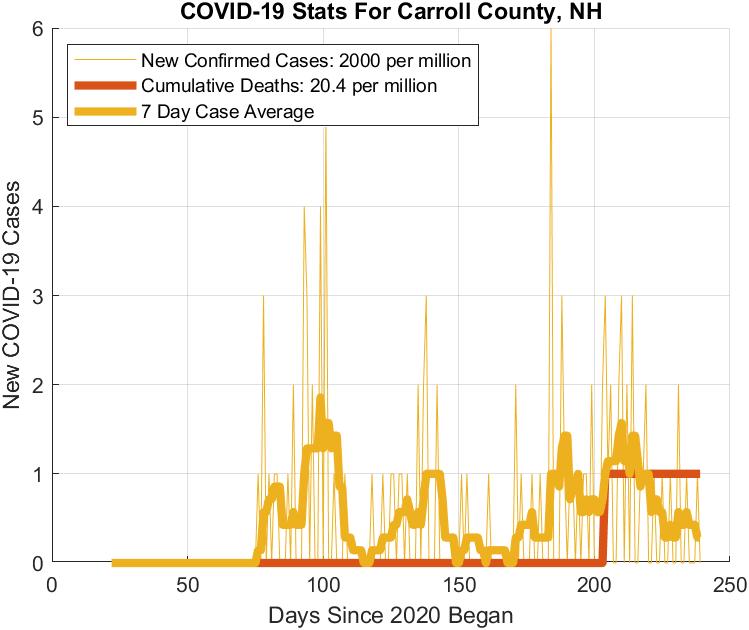 COVID-19 Stats For Carroll County, NH
New Confirmed Cases: 2000 per million
Cumulative Deaths: 20.4 per million
7 Day Case Average
New COVID-19 Cases
6
5
4
3
2
1
0
0 50 100 150 200 250
Days Since 2020 Began